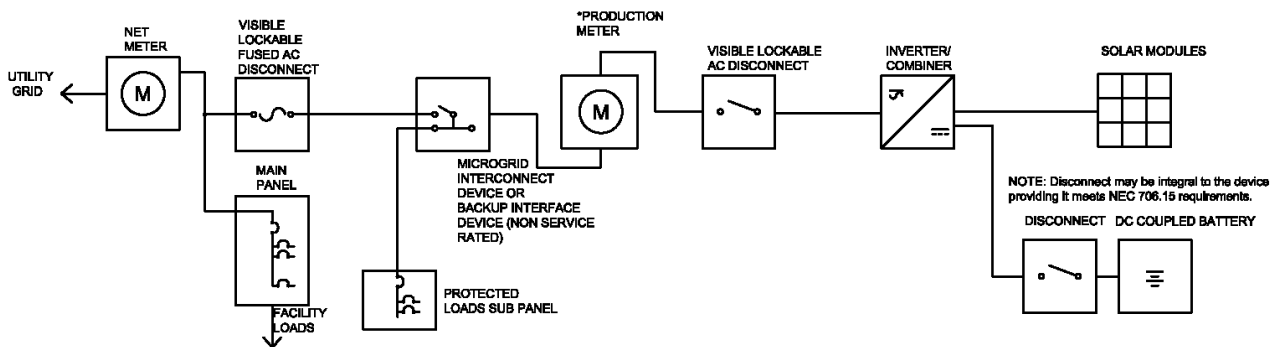 NET
METER
UTILITY
GRID
M
VISIBLE
LOCKABLE
FUSED AC
DISCONNECT
MAIN
PANEL
FACILITY
LOADS
MICROGRID
INTERCONNECT
DEVICE OR
BACKUP INTERFACE
DEVICE (NON SERVICE
RATED)
PROTECTED
LOADS SUB PANEL
*PRODUCTION
METER
M
VISIBLE LOCKABLE
AC DISCONNECT
INVERTER/
COMBINER
SOLAR MODULES
NOTE: Disconnect may be integral to the device
providing it meets NEC 706.15 requirements.
DISCONNECT
DC COUPLED BATTERY